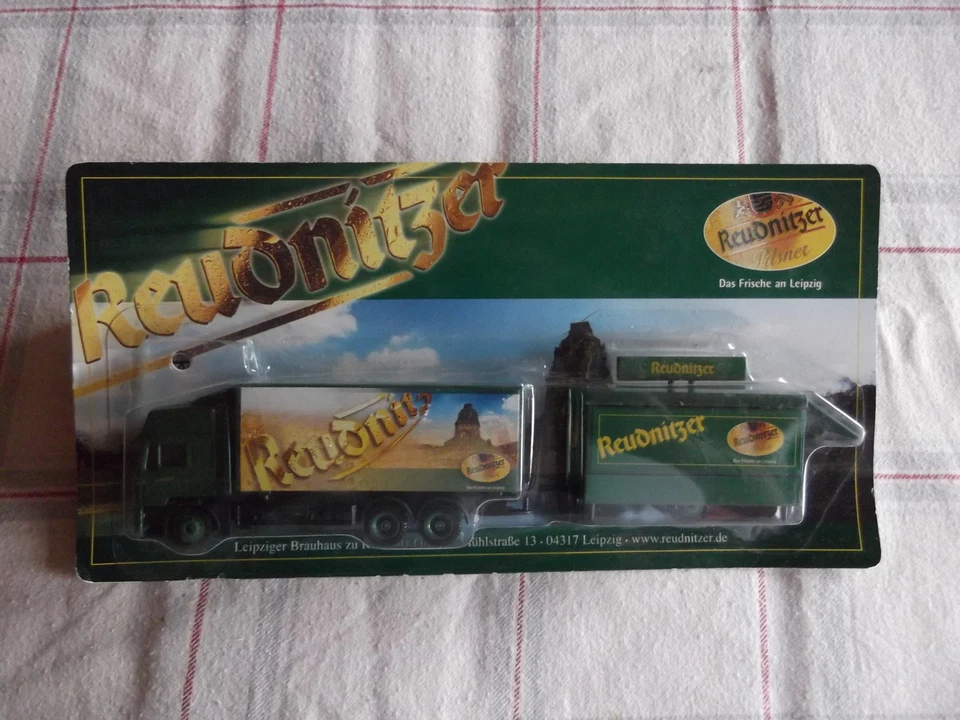 Reudnitzer
Reudnitzer
Pilsner
Das Frische an Leipzig
Reudnitzer
Reudnitz
Reudnitzer
Reudnitzer
Reudnitzer
Leipziger Brauhaus zu
ühlstraße 13 · 04317 Leipzig · www.reudnitzer.de